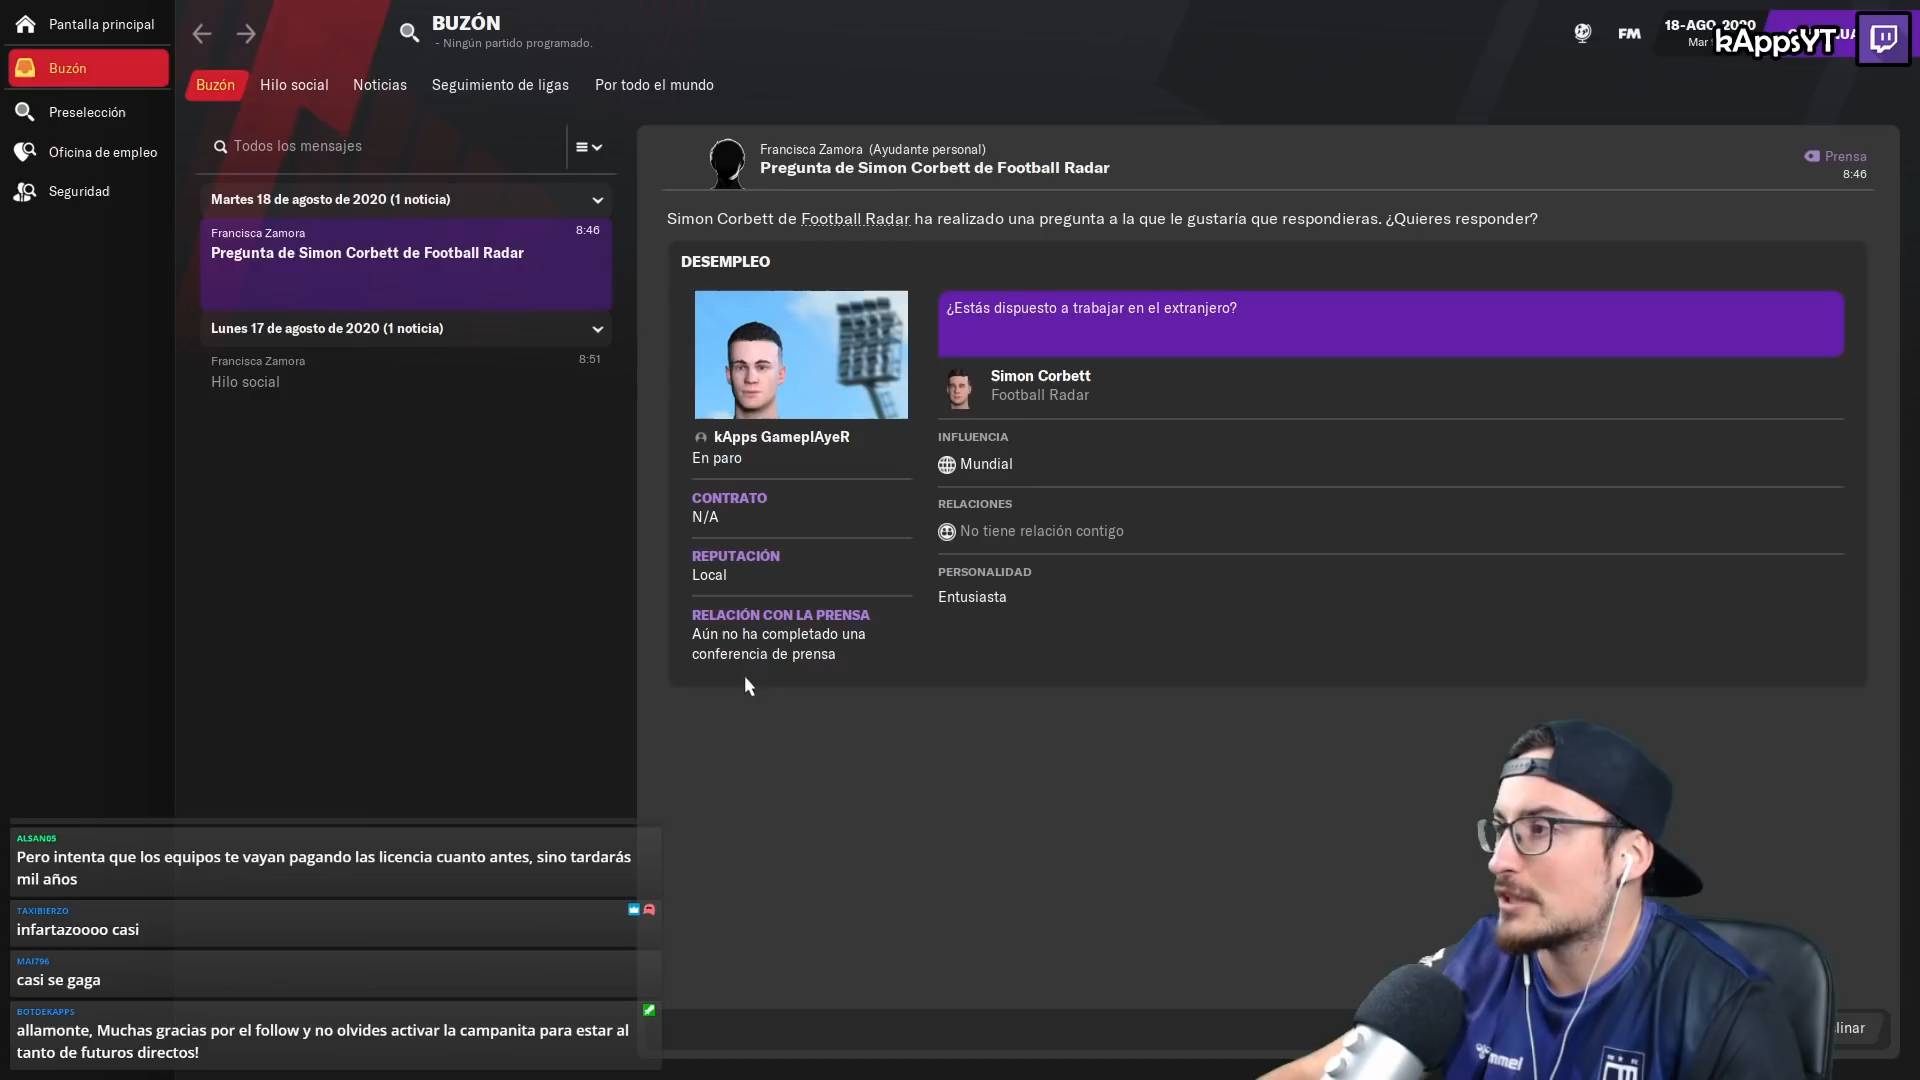 Pantalla principal
Buzón
Preselección
Oficina de empleo
Seguridad
BUZÓN
- Ningún partido programado.
FM
18-AGO-2020
Mar
kAppsYT
Buzón
Hilo social
Noticias
Seguimiento de ligas
Por todo el mundo
Todos los mensajes
Martes 18 de agosto de 2020 (1 noticia)
Francisca Zamora
8:46
Pregunta de Simon Corbett de Football Radar
Lunes 17 de agosto de 2020 (1 noticia)
Francisca Zamora
8:51
Hilo social
Francisca Zamora (Ayudante personal)
Pregunta de Simon Corbett de Football Radar
Prensa
8:46
Simon Corbett de Football Radar ha realizado una pregunta a la que le gustaría que respondieras. ¿Quieres responder?
DESEMPLEO
kApps GameplAyeR
En paro
CONTRATO
N/A
REPUTACIÓN
Local
RELACIÓN CON LA PRENSA
Aún no ha completado una
conferencia de prensa
¿Estás dispuesto a trabajar en el extranjero?
Simon Corbett
Football Radar
INFLUENCIA
Mundial
RELACIONES
No tiene relación contigo
PERSONALIDAD
Entusiasta
ALSAN05
Pero intenta que los equipos te vayan pagando las licencia cuanto antes, sino tardarás
mil años
TAXIBIERZO
infartazoooo casi
MAI796
casi se gaga
BOTDEKAPPS
allamonte, Muchas gracias por el follow y no olvides activar la campanita para estar al
tanto de futuros directos!
linar
hummel